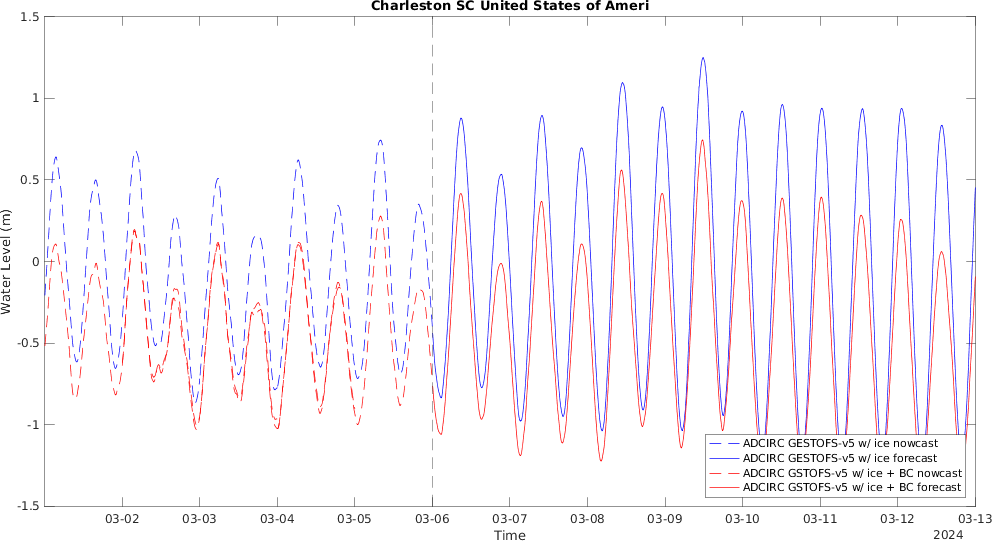 Charleston SC United States of Ameri
Water Level (m)
1.5
1
0.5
0
-0.5
-1
-1.5
03-02 03-03 03-04 03-05 03-06 03-07 03-08 03-09 03-10 03-11 03-12 03-13
Time
2024
ADCIRC GESTOFS-v5 w/ ice nowcast
ADCIRC GESTOFS-v5 w/ ice forecast
ADCIRC GSTOFS-v5 w/ ice + BC nowcast
ADCIRC GSTOFS-v5 w/ ice + BC forecast